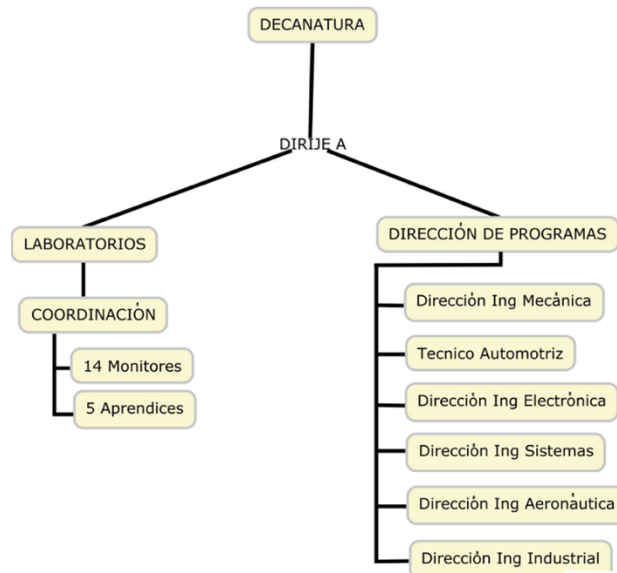 DECANATURA
DIRIJE A
LABORATORIOS
COORDINACIÓN
14 Monitores
5 Aprendices
DIRECCIÓN DE PROGRAMAS
Dirección Ing Mecánica
Tecnico Automotriz
Dirección Ing Electrónica
Dirección Ing Sistemas
Dirección Ing Aeronáutica
Dirección Ing Industrial